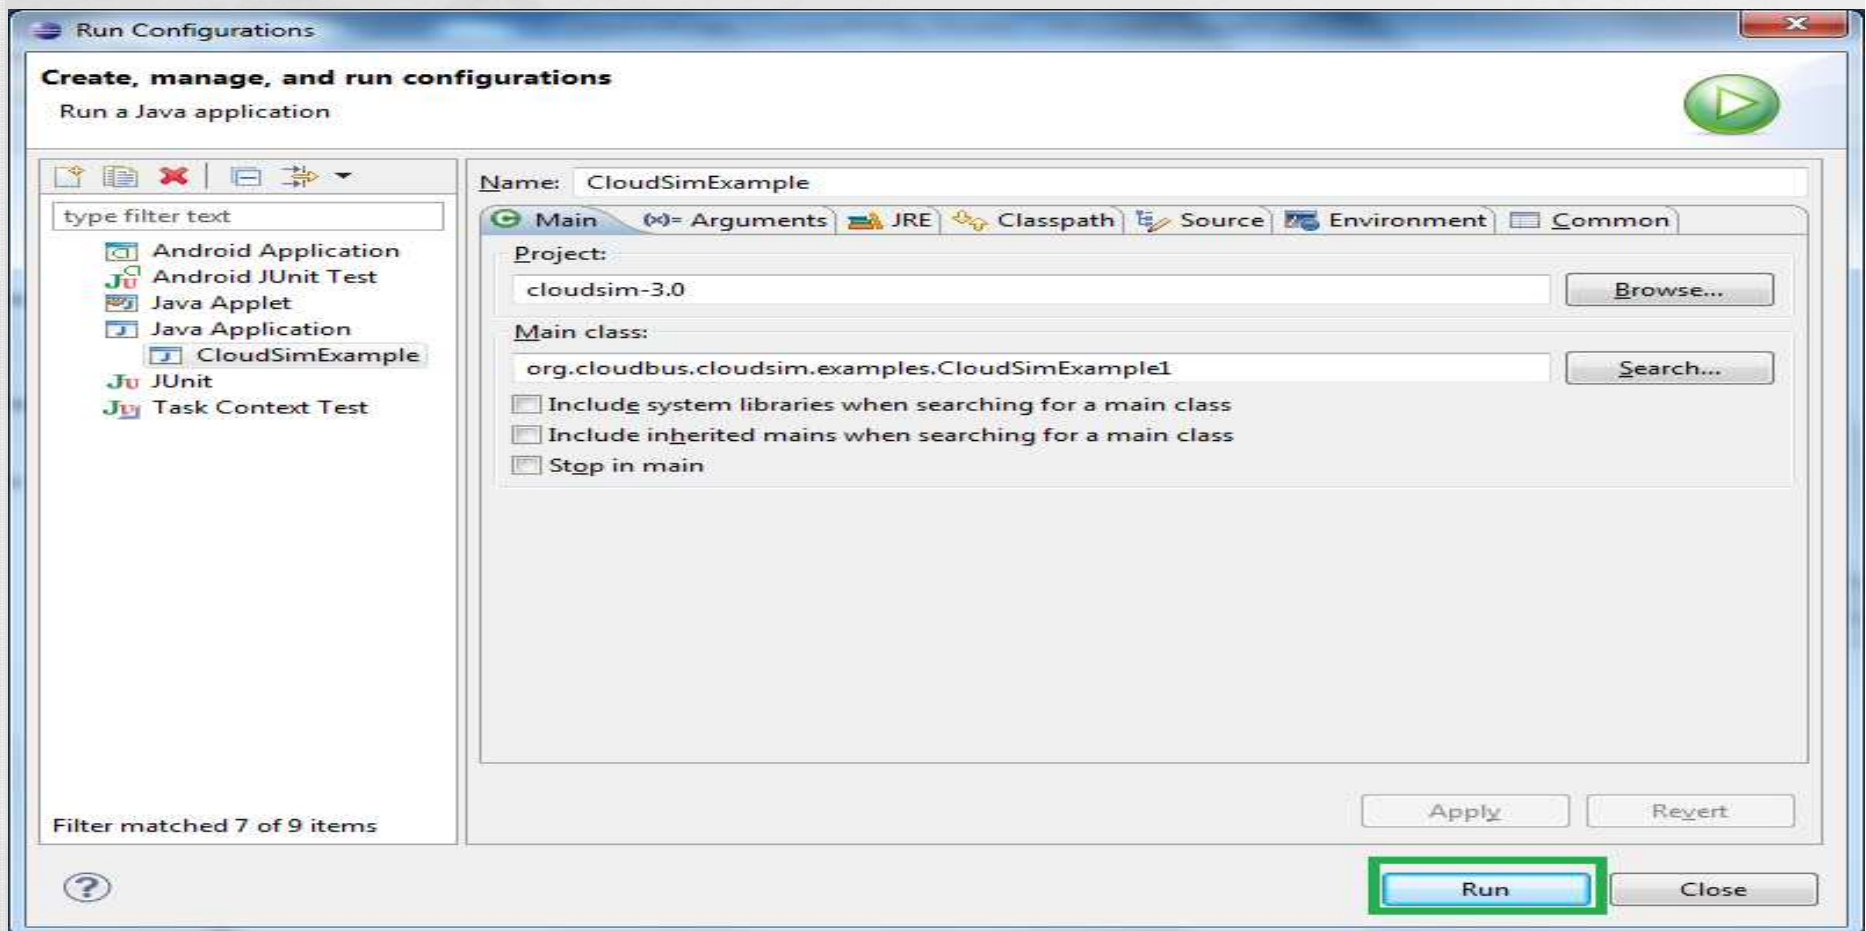 Run Configurations
Create, manage, and run configurations
Run a Java application
type filter text
Android Application
Android JUnit Test
Java Applet
Java Application
CloudSimExample
JUnit
Task Context Test
Filter matched 7 of 9 items
Name: CloudSimExample
Main (x)= Arguments JRE Classpath Source Environment Common
Project:
cloudsim-3.0 Browse...
Main class:
org.cloudbus.cloudsim.examples.CloudSimExample1 Search...
Include system libraries when searching for a main class
Include inherited mains when searching for a main class
Stop in main
Apply Revert
Run Close